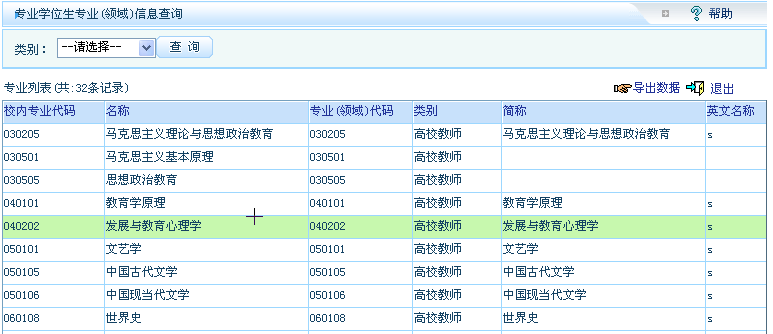 专业学位生专业(领域)信息查询 帮助
类别： --请选择-- 查 询
专业列表(共:32条记录) 导出数据 退出
校内专业代码 名称 专业(领域)代码 类别 简称 英文名称
030205 马克思主义理论与思想政治教育 030205 高校教师 马克思主义理论与思想政治教育 s
030501 马克思主义基本原理 030501 高校教师
030505 思想政治教育 030505 高校教师
040101 教育学原理 040101 高校教师 教育学原理 s
040202 发展与教育心理学 040202 高校教师 发展与教育心理学 s
050101 文艺学 050101 高校教师 文艺学 s
050105 中国古代文学 050105 高校教师 中国古代文学 s
050106 中国现当代文学 050106 高校教师 中国现当代文学 s
060108 世界史 060108 高校教师 世界史 s